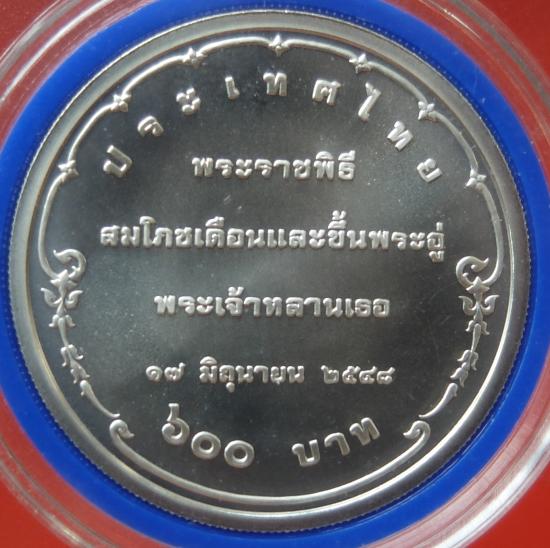 ประเทศไทย
พระราชพิธี
สมโภชเดือนและขึ้นพระอู่
พระเจ้าหลานเธอ
๑๗ มิถุนายน ๒๕๔๘
๖๐๐ บาท